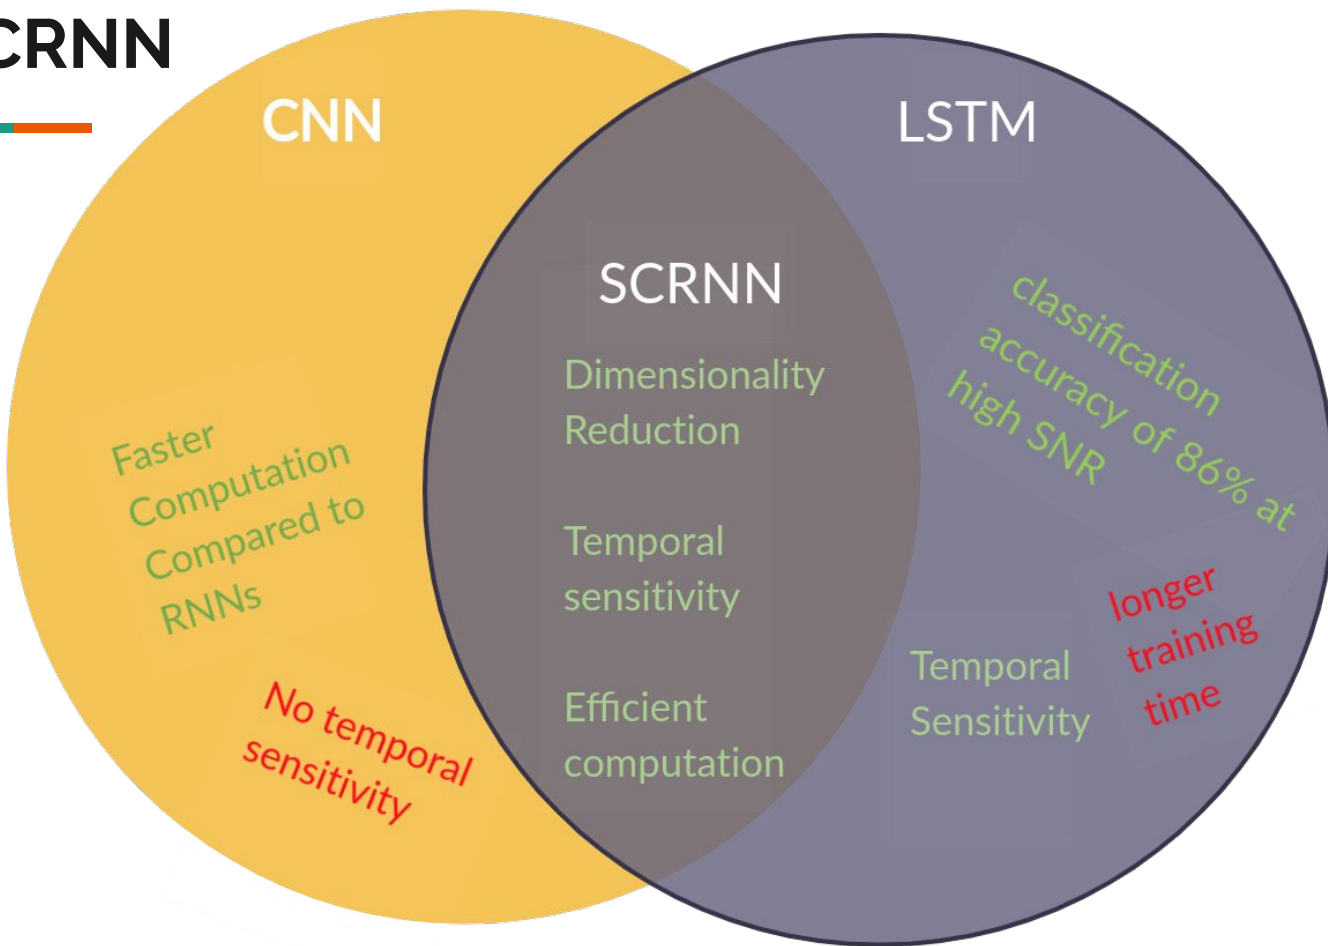 CRNN
CNN
LSTM
SCRNN
Dimensionality
Reduction
Temporal
sensitivity
Efficient
computation
Faster
Computation
Compared to
RNNs
No temporal
sensitivity
classification
accuracy of 86% at
high SNR
longer
training
time
Temporal
Sensitivity